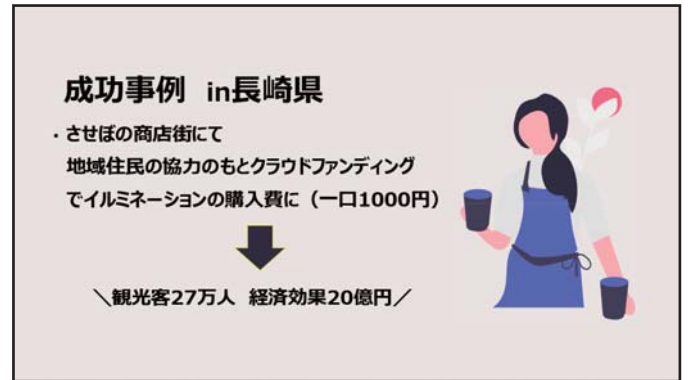 成功事例 in長崎県
・させぼの商店街にて
地域住民の協力のもとクラウドファンディング
でイルミネーションの購入費に（一口1000円）
＼観光客27万人 経済効果20億円／